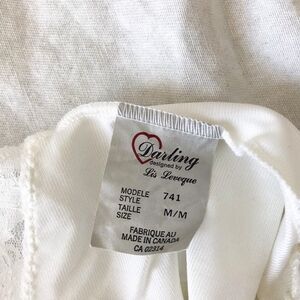 Darling
designed by
Lis Leveque
MODELE
STYLE 741
TAILLE
SIZE M/M
FABRIQUE AU
MADE IN CANADA
CA 02314